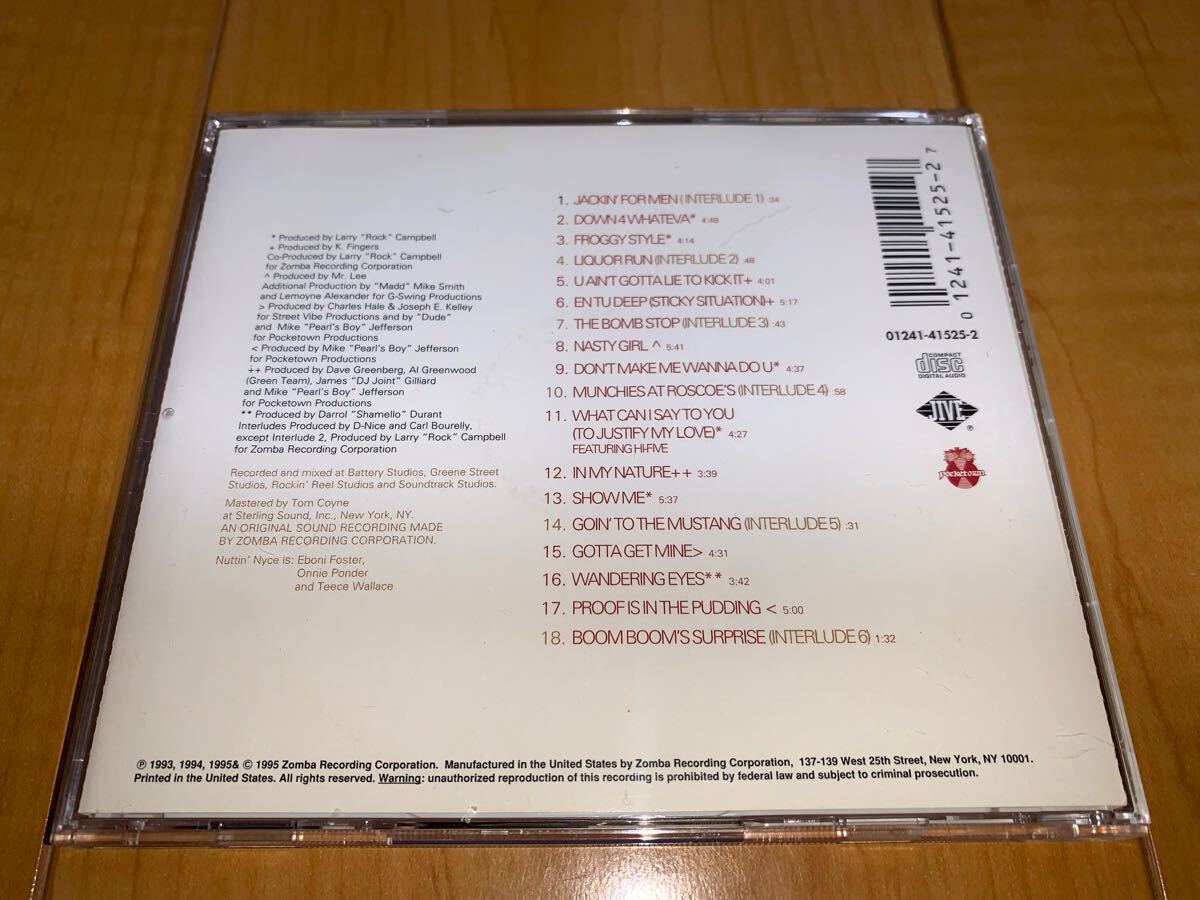 * Produced by Larry "Rock" Campbell
+ Produced by K. Fingers
Co-Produced by Larry "Rock" Campbell
for Zomba Recording Corporation
^ Produced by Mr. Lee
Additional Production by "Madd" Mike Smith
and Lemoyne Alexander for G-Swing Productions
> Produced by Charles Hale & Joseph E. Kelley
for Street Vibe Productions and by "Dude"
and Mike "Pearl's Boy" Jefferson
for Pocketown Productions
< Produced by Mike "Pearl's Boy" Jefferson
for Pocketown Productions
++ Produced by Dave Greenberg, Al Greenwood
(Green Team), James "DJ Joint" Gilliard
and Mike "Pearl's Boy" Jefferson
for Pocketown Productions
** Produced by Darrol "Shamello" Durant
Interludes Produced by D-Nice and Carl Bourelly,
except Interlude 2, Produced by Larry "Rock" Campbell
for Zomba Recording Corporation
Recorded and mixed at Battery Studios, Greene Street
Studios, Rockin' Reel Studios and Soundtrack Studios.
Mastered by Tom Coyne
at Sterling Sound, Inc., New York, NY.
AN ORIGINAL SOUND RECORDING MADE
BY ZOMBA RECORDING CORPORATION.
Nuttin' Nyce is: Eboni Foster,
Onnie Ponder
and Teece Wallace
1. JACKIN' FOR MEN (INTERLUDE 1) :34
2. DOWN 4 WHATEVA* 4:48
3. FROGGY STYLE* 4:14
4. LIQUOR RUN (INTERLUDE 2) :48
5. U AIN'T GOTTA LIE TO KICK IT+ 4:01
6. EN TU DEEP (STICKY SITUATION)+ 5:17
7. THE BOMB STOP (INTERLUDE 3) :43
8. NASTY GIRL ^ 5:41
9. DON'T MAKE ME WANNA DO U* 4:37
10. MUNCHIES AT ROSCOE'S (INTERLUDE 4) :58
11. WHAT CAN I SAY TO YOU
(TO JUSTIFY MY LOVE)* 4:27
FEATURING HI-FIVE
12. IN MY NATURE++ 3:39
13. SHOW ME* 5:37
14. GOIN' TO THE MUSTANG (INTERLUDE 5) :31
15. GOTTA GET MINE> 4:31
16. WANDERING EYES** 3:42
17. PROOF IS IN THE PUDDING < 5:00
18. BOOM BOOM'S SURPRISE (INTERLUDE 6) 1:32
0 1241-41525-2 7
01241-41525-2
COMPACT
disc
DIGITAL AUDIO
JIVE
®
pocketown
℗ 1993, 1994, 1995& © 1995 Zomba Recording Corporation. Manufactured in the United States by Zomba Recording Corporation, 137-139 West 25th Street, New York, NY 10001.
Printed in the United States. All rights reserved. Warning: unauthorized reproduction of this recording is prohibited by federal law and subject to criminal prosecution.